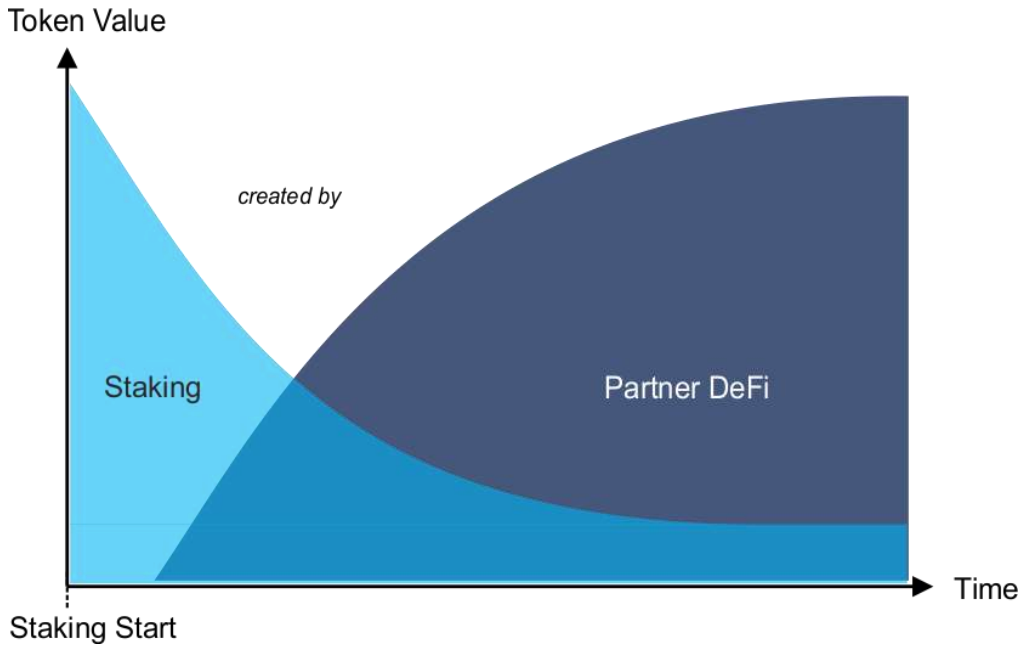 Token Value
created by
Staking
Partner DeFi
Time
Staking Start